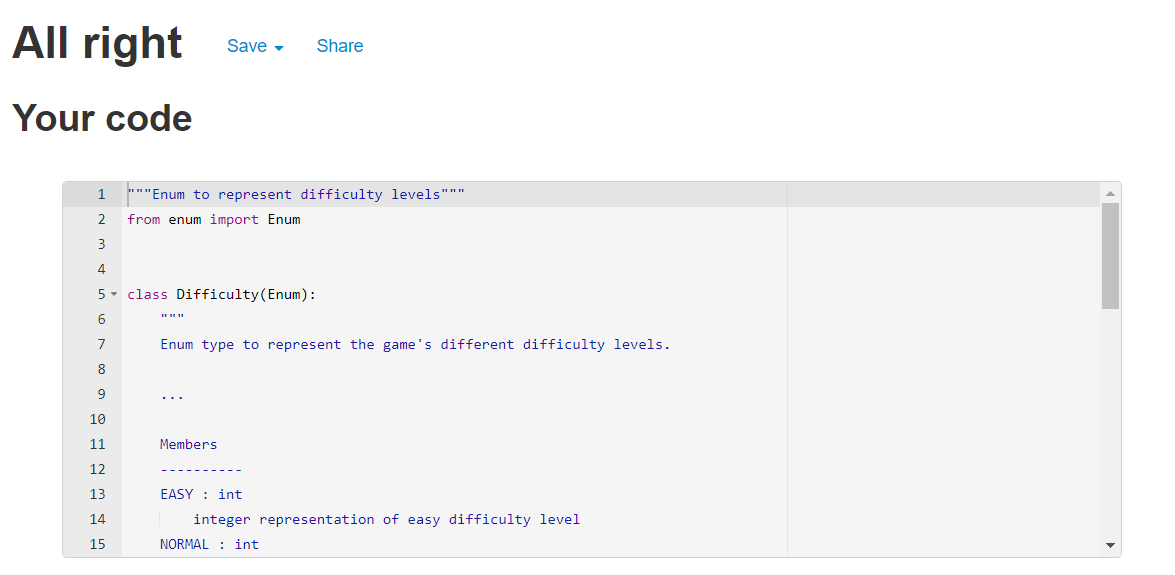 All right Save Share
Your code
1 """Enum to represent difficulty levels"""
2 from enum import Enum
3
4
5 class Difficulty(Enum):
6 """
7 Enum type to represent the game's different difficulty levels.
8
9 ...
10
11 Members
12 ----------
13 EASY : int
14 integer representation of easy difficulty level
15 NORMAL : int